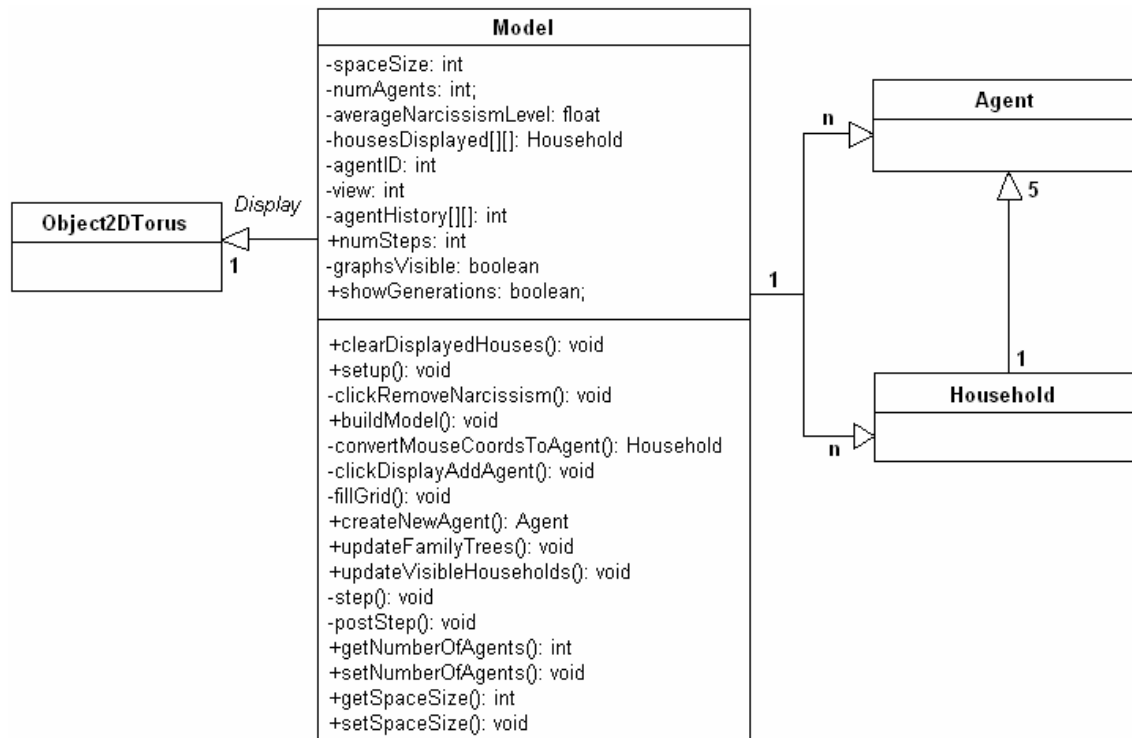 Model
-spaceSize: int
-numAgents: int;
-averageNarcissismLevel: float
-housesDisplayed[][]: Household
-agentID: int
-view: int
-agentHistory[][]: int
+numSteps: int
-graphsVisible: boolean
+showGenerations: boolean;
+clearDisplayedHouses(): void
+setup(): void
-clickRemoveNarcissism(): void
+buildModel(): void
-convertMouseCoordsToAgent(): Household
-clickDisplayAddAgent(): void
-fillGrid(): void
+createNewAgent(): Agent
+updateFamilyTrees(): void
+updateVisibleHouseholds(): void
-step(): void
-postStep(): void
+getNumberOfAgents(): int
+setNumberOfAgents(): void
+getSpaceSize(): int
+setSpaceSize(): void
Object2DTorus
Display
1
1
n
n
Agent
5
1
Household